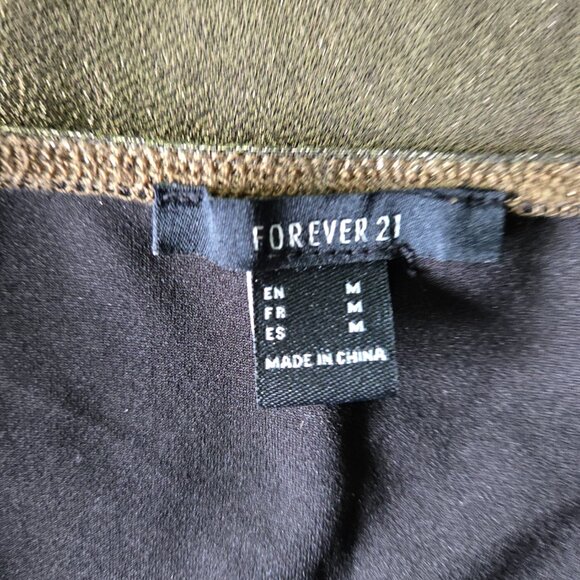 FOREVER 21
EN M
FR M
ES M
MADE IN CHINA